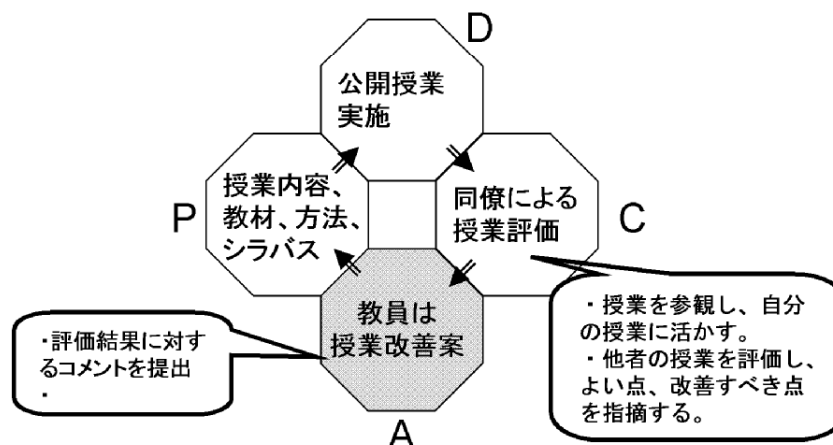 D
公開授業
実施
P
授業内容、
教材、方法、
シラバス
同僚による
授業評価
C
教員は
授業改善案
A
・評価結果に対す
るコメントを提出
・
・授業を参観し、自分
の授業に活かす。
・他者の授業を評価し、
よい点、改善すべき点
を指摘する。